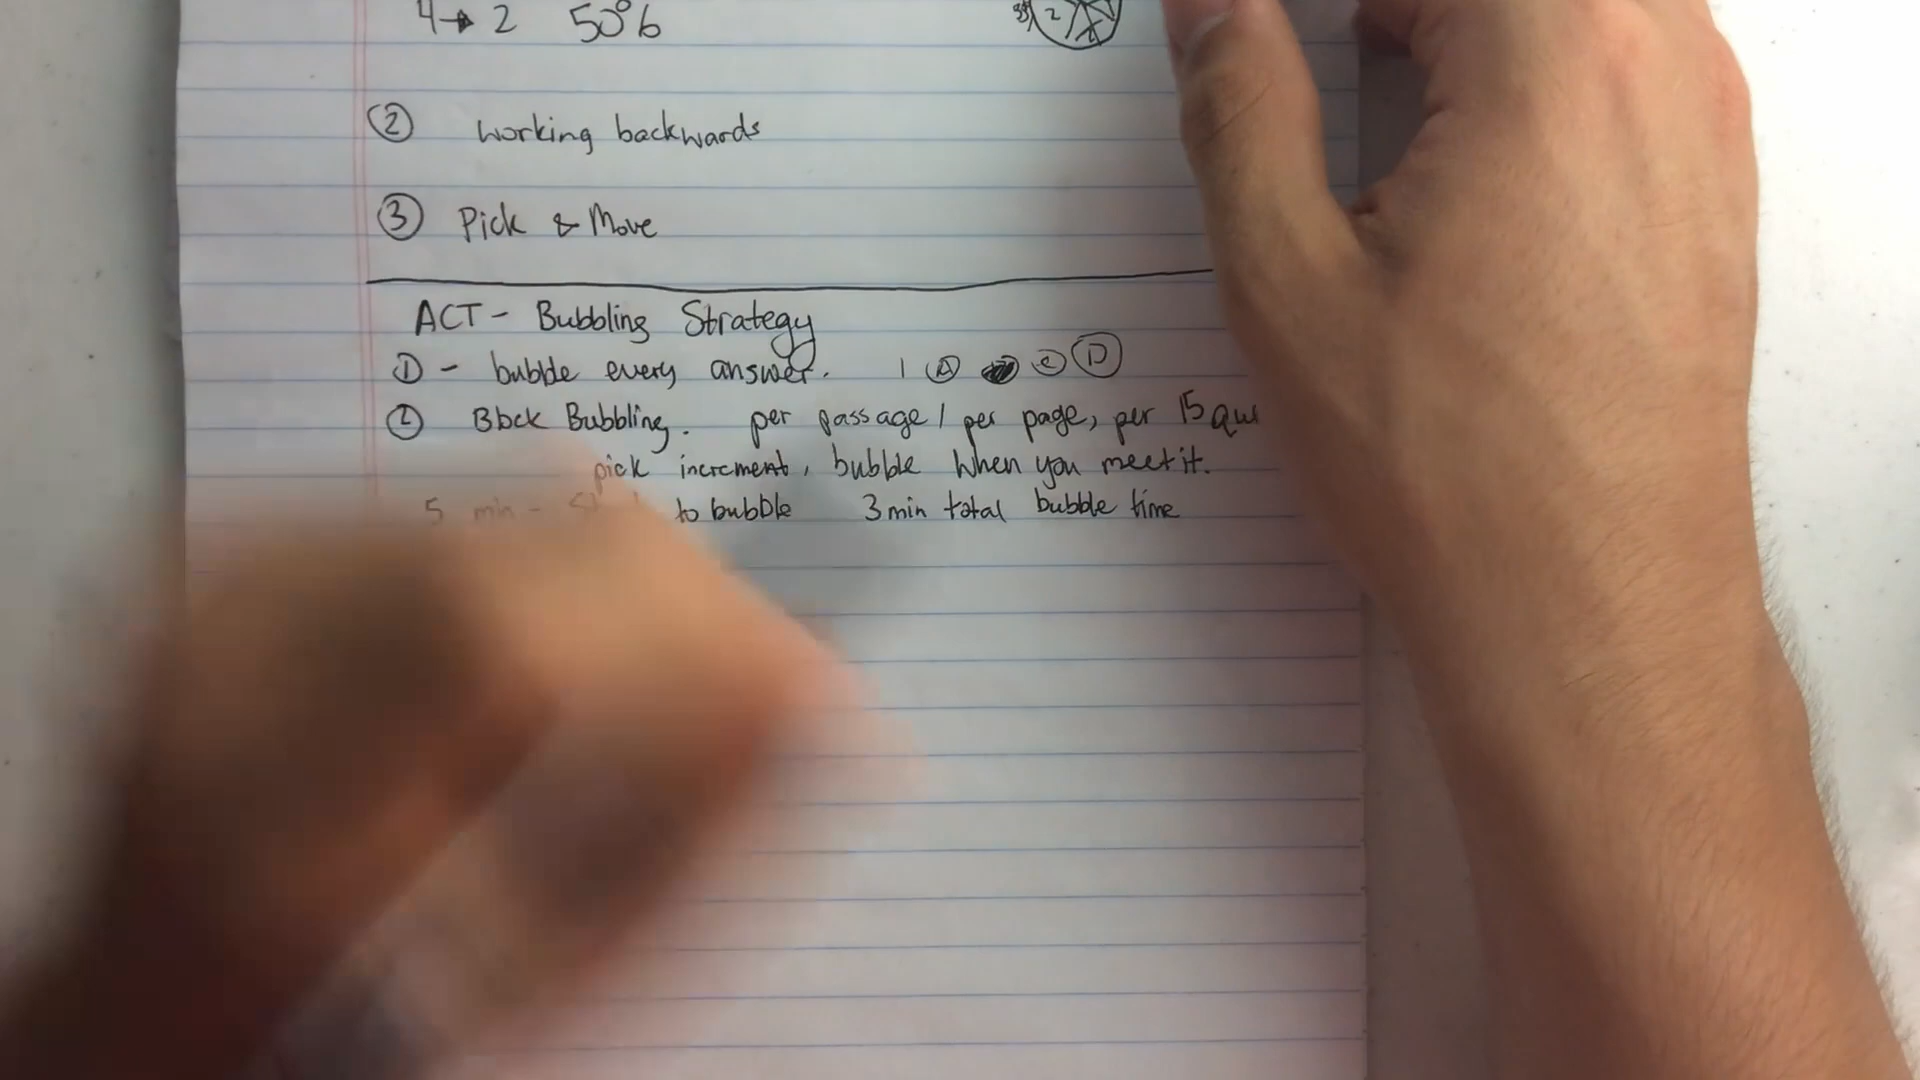 4→2 50%
2
② working backwards
③ Pick & Move
ACT - Bubbling Strategy
① - bubble every answer. 1 Ⓐ Ⓒ Ⓓ
② Block Bubbling. per passage / per page, per 15
pick increment, bubble when you meet it.
5 min - to bubble 3 min total bubble time